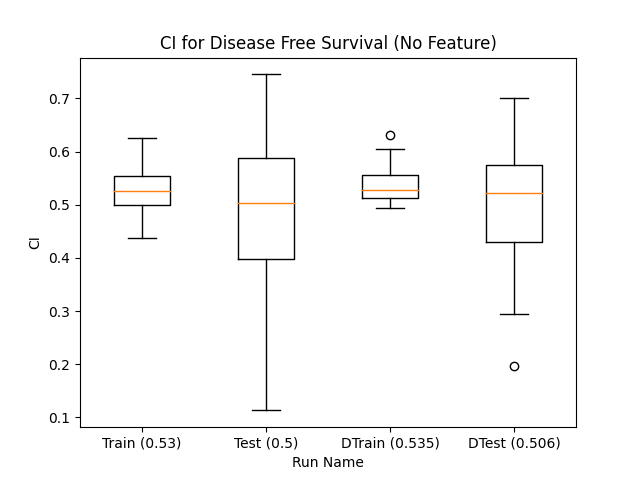 CI for Disease Free Survival (No Feature)
0.7
0.6
0.5
0.4
0.3
0.2
0.1
CI
Train (0.53) Test (0.5) DTrain (0.535) DTest (0.506)
Run Name